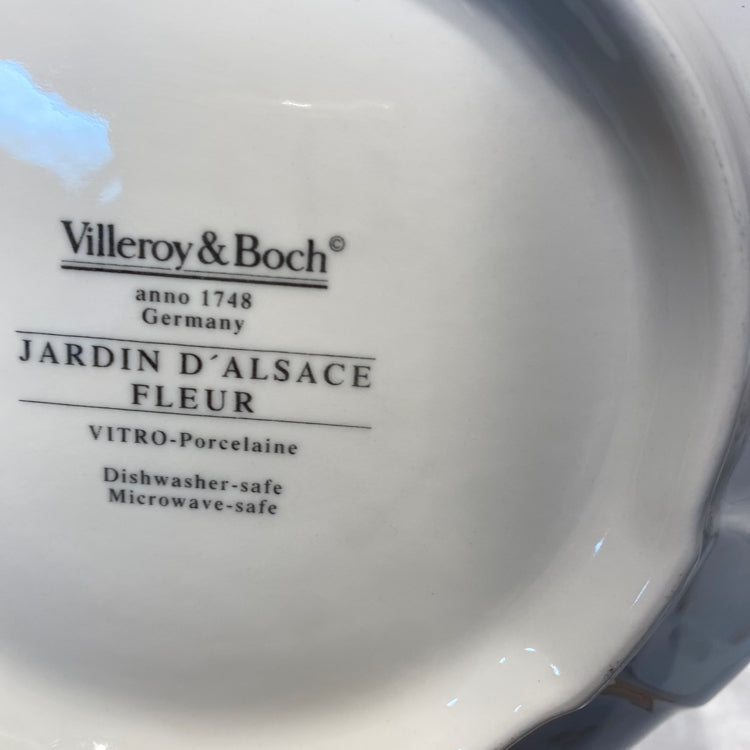 Villeroy & Boch©
anno 1748
Germany
JARDIN D´ALSACE
FLEUR
VITRO-Porcelaine
Dishwasher-safe
Microwave-safe